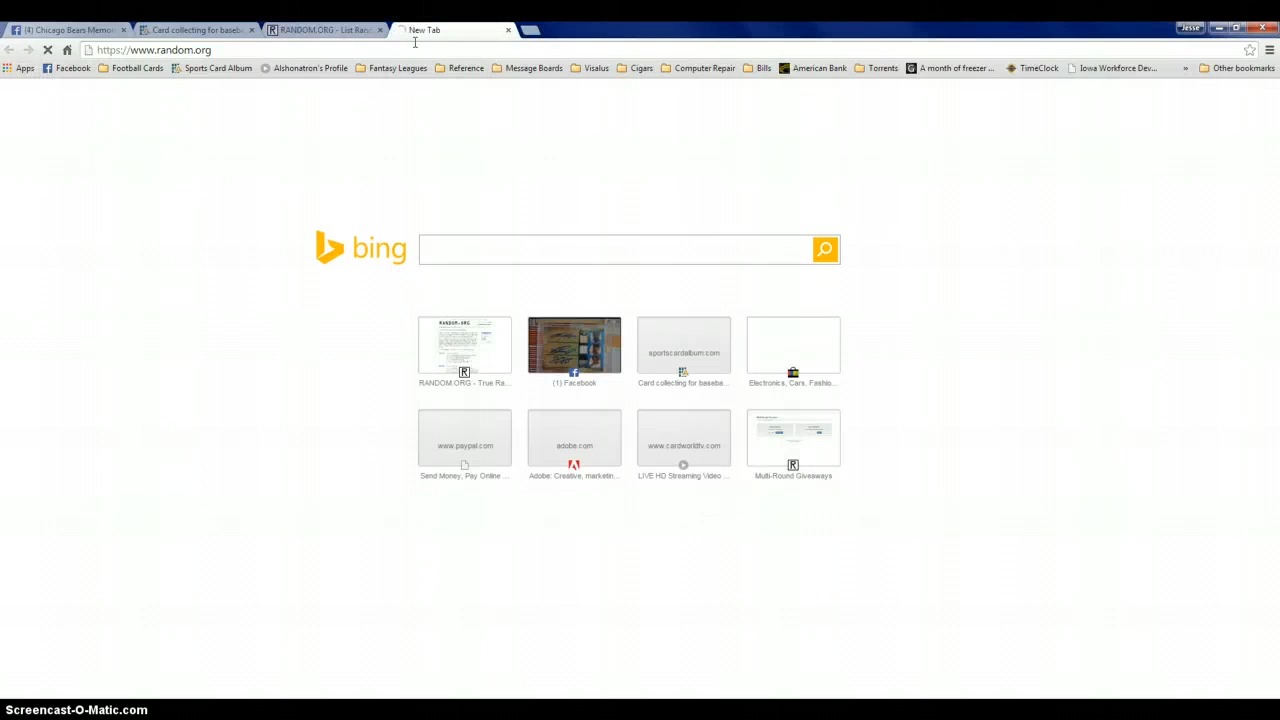 (4) Chicago Bears Memo
Card collecting for baseb
RANDOM.ORG - List Ran
New Tab
Jesse
https://www.random.org
Apps
Facebook
Football Cards
Sports Card Album
Alshonatron's Profile
Fantasy Leagues
Reference
Message Boards
Visalus
Cigars
Computer Repair
Bills
American Bank
Torrents
A month of freezer ...
TimeClock
Iowa Workforce Dev...
»
Other bookmarks
bing
RANDOM.ORG
sportscardalbum.com
RANDOM.ORG - True Ra...
(1) Facebook
Card collecting for baseba...
Electronics, Cars, Fashio...
www.paypal.com
adobe.com
www.cardworldtv.com
Send Money, Pay Online ...
Adobe: Creative, marketin...
LIVE HD Streaming Video ...
Multi-Round Giveaways
Screencast-O-Matic.com